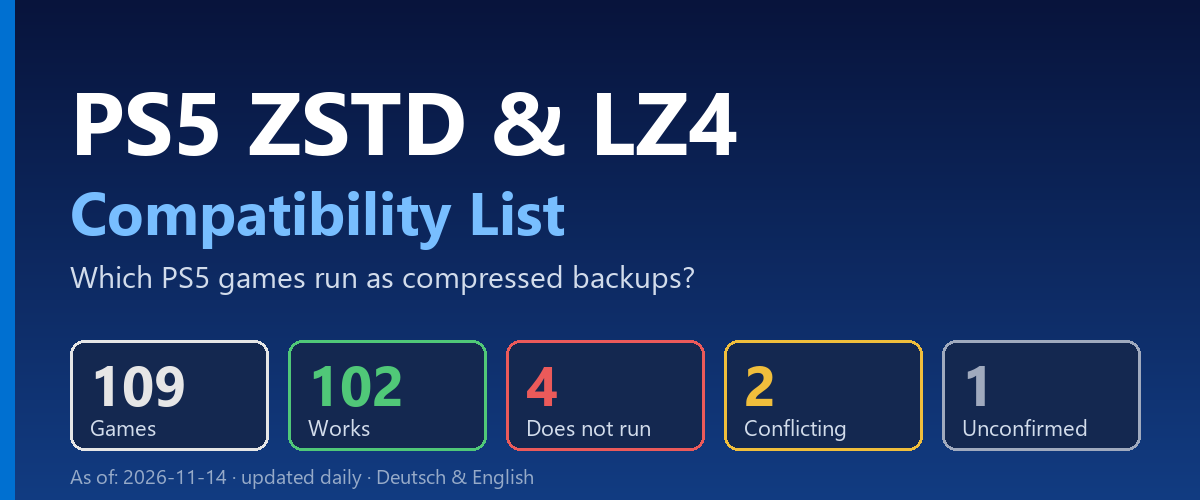 PS5 ZSTD & LZ4
Compatibility List
Which PS5 games run as compressed backups?
109
Games
102
Works
4
Does not run
2
Conflicting
1
Unconfirmed
As of: 2026-11-14 · updated daily · Deutsch & English